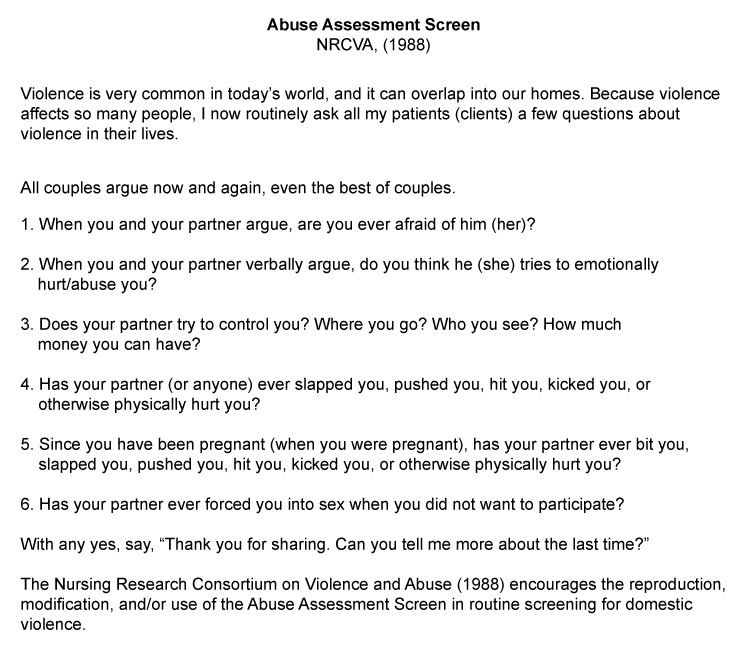 Abuse Assessment Screen
NRCVA, (1988)
Violence is very common in today's world, and it can overlap into our homes. Because violence
affects so many people, I now routinely ask all my patients (clients) a few questions about
violence in their lives.
All couples argue now and again, even the best of couples.
1. When you and your partner argue, are you ever afraid of him (her)?
2. When you and your partner verbally argue, do you think he (she) tries to emotionally
hurt/abuse you?
3. Does your partner try to control you? Where you go? Who you see? How much
money you can have?
4. Has your partner (or anyone) ever slapped you, pushed you, hit you, kicked you, or
otherwise physically hurt you?
5. Since you have been pregnant (when you were pregnant), has your partner ever bit you,
slapped you, pushed you, hit you, kicked you, or otherwise physically hurt you?
6. Has your partner ever forced you into sex when you did not want to participate?
With any yes, say, “Thank you for sharing. Can you tell me more about the last time?”
The Nursing Research Consortium on Violence and Abuse (1988) encourages the reproduction,
modification, and/or use of the Abuse Assessment Screen in routine screening for domestic
violence.